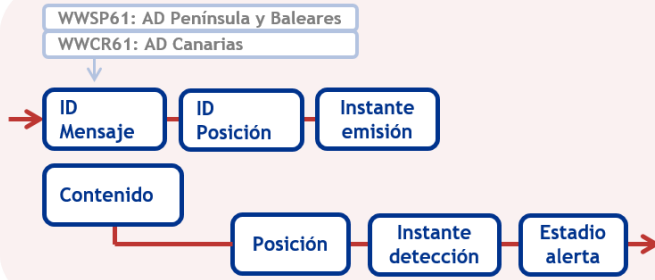 WWSP61: AD Península y Baleares
WWCR61: AD Canarias
ID
Mensaje
ID
Posición
Instante
emisión
Contenido
Posición
Instante
detección
Estadio
alerta